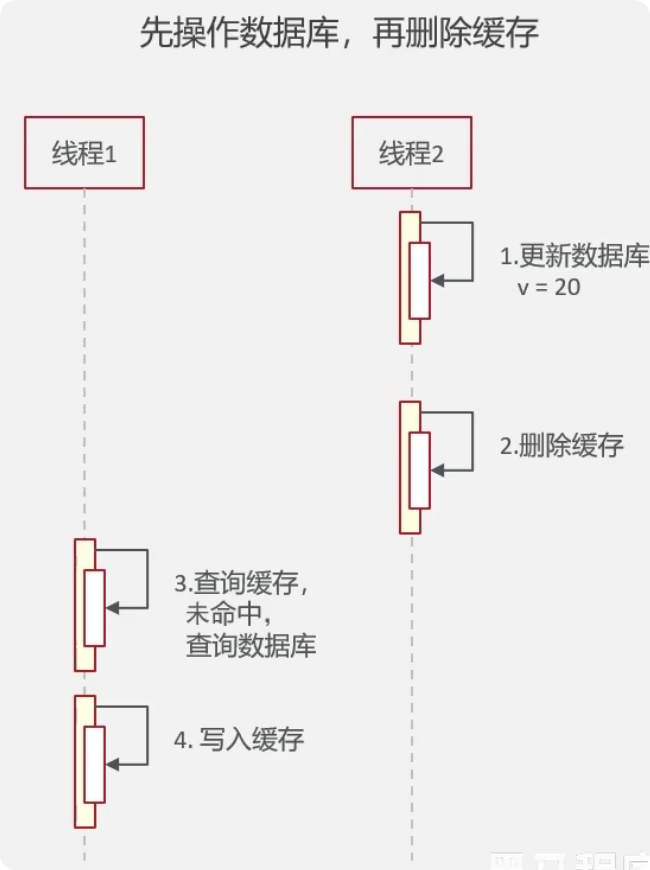 先操作数据库，再删除缓存
线程1
线程2
1.更新数据库
v = 20
2.删除缓存
3.查询缓存，
未命中，
查询数据库
4. 写入缓存